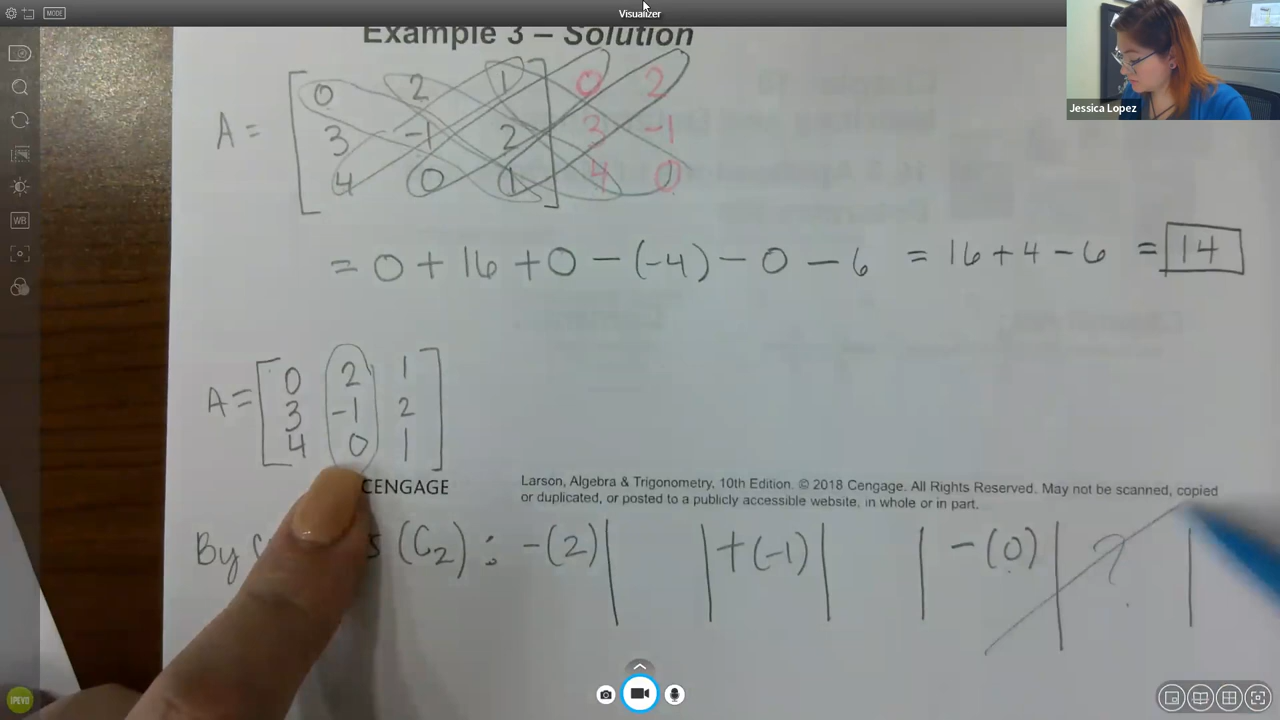 MODE
Visualizer
Jessica Lopez
WB
Example 3 – Solution
0 2 1 0 2
A = 3 -1 2 3 -1
4 0 1 4 0
= 0 + 16 + 0 - (-4) - 0 - 6 = 16 + 4 - 6 = 14
0 2 1
A = 3 -1 2
4 0 1
CENGAGE
Larson, Algebra & Trigonometry, 10th Edition. © 2018 Cengage. All Rights Reserved. May not be scanned, copied
or duplicated, or posted to a publicly accessible website, in whole or in part.
By (C2) : -(2)| |+(-1)| | -(0)| ? |
IPEVO